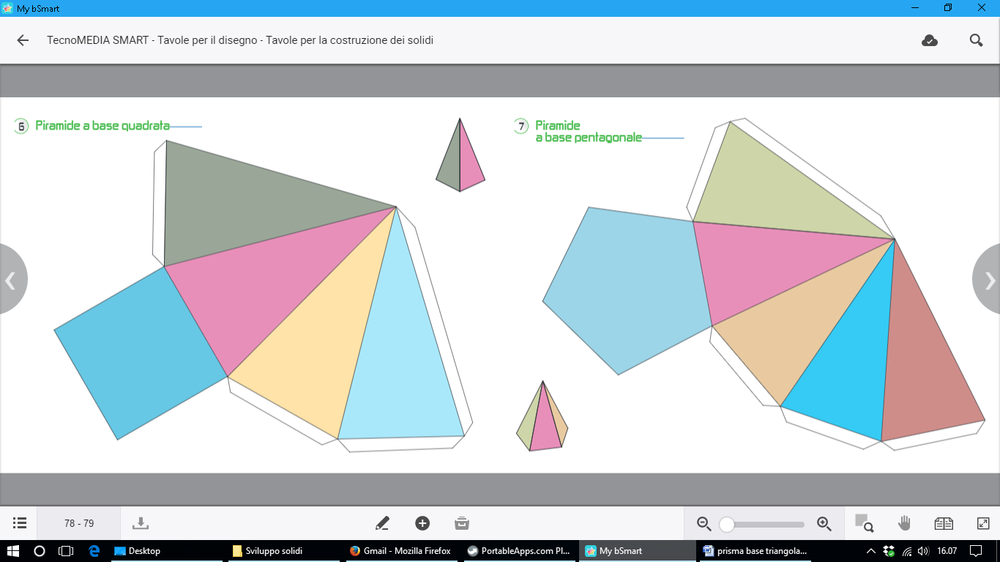 My bSmart
TecnoMEDIA SMART - Tavole per il disegno - Tavole per la costruzione dei solidi
6 Piramide a base quadrata
7 Piramide
a base pentagonale
78 - 79
Desktop
Sviluppo solidi
Gmail - Mozilla Firefox
PortableApps.com Pl...
My bSmart
prisma base triangola...
16.07